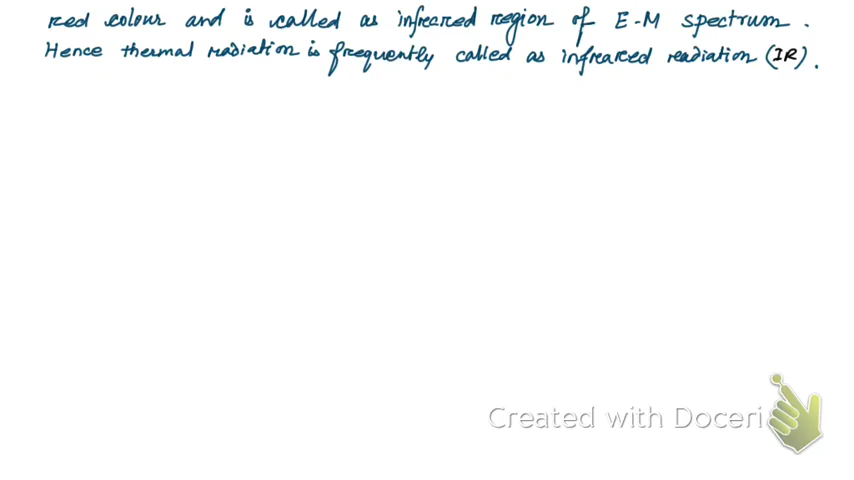 red colour and is called as infrared region of E-M spectrum.
Hence thermal radiation is frequently called as infrared radiation (IR).
Created with Doceri